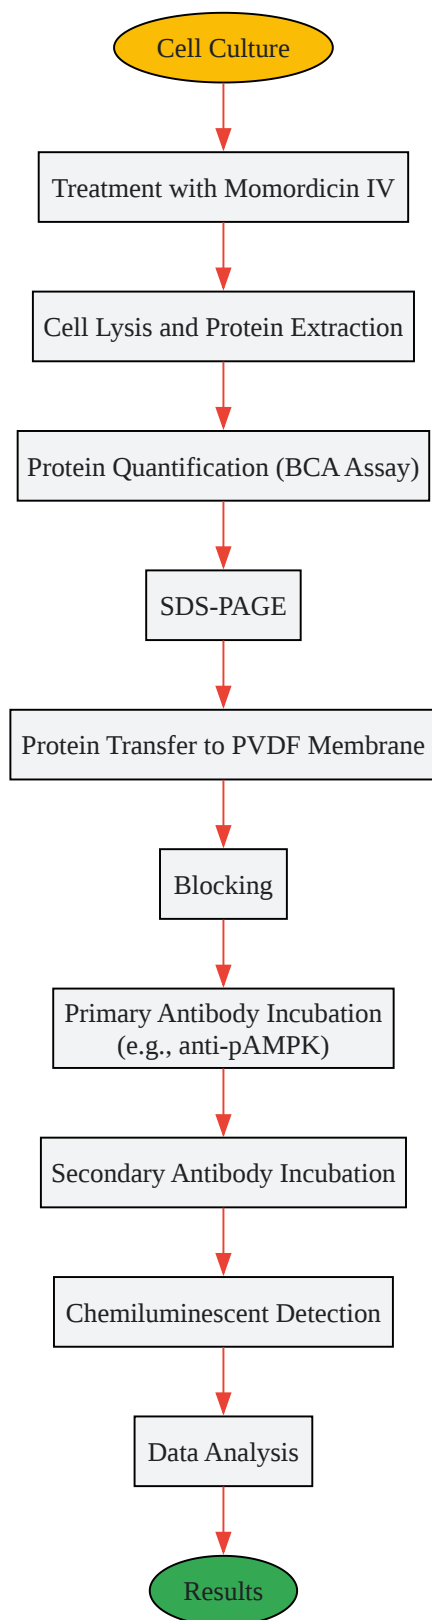 Cell Culture
Treatment with Momordicin IV
Cell Lysis and Protein Extraction
Protein Quantification (BCA Assay)
SDS-PAGE
Protein Transfer to PVDF Membrane
Blocking
Primary Antibody Incubation
(e.g., anti-pAMPK)
Secondary Antibody Incubation
Chemiluminescent Detection
Data Analysis
Results